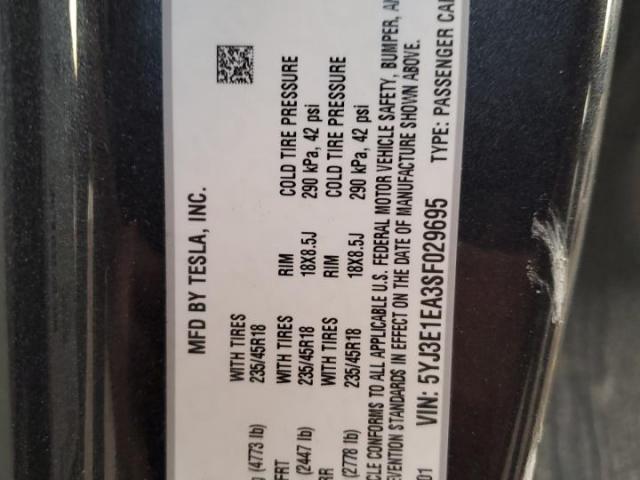 MFD BY TESLA, INC.
(4773 lb) WITH TIRES
235/45R18
FRT WITH TIRES RIM COLD TIRE PRESSURE
(2447 lb) 235/45R18 18X8.5J 290 kPa, 42 psi
RR WITH TIRES RIM COLD TIRE PRESSURE
(2778 lb) 235/45R18 18X8.5J 290 kPa, 42 psi
CLE CONFORMS TO ALL APPLICABLE U.S. FEDERAL MOTOR VEHICLE SAFETY, BUMPER, A
EVENTION STANDARDS IN EFFECT ON THE DATE OF MANUFACTURE SHOWN ABOVE.
01 VIN: 5YJ3E1EA3SF029695 TYPE: PASSENGER CA